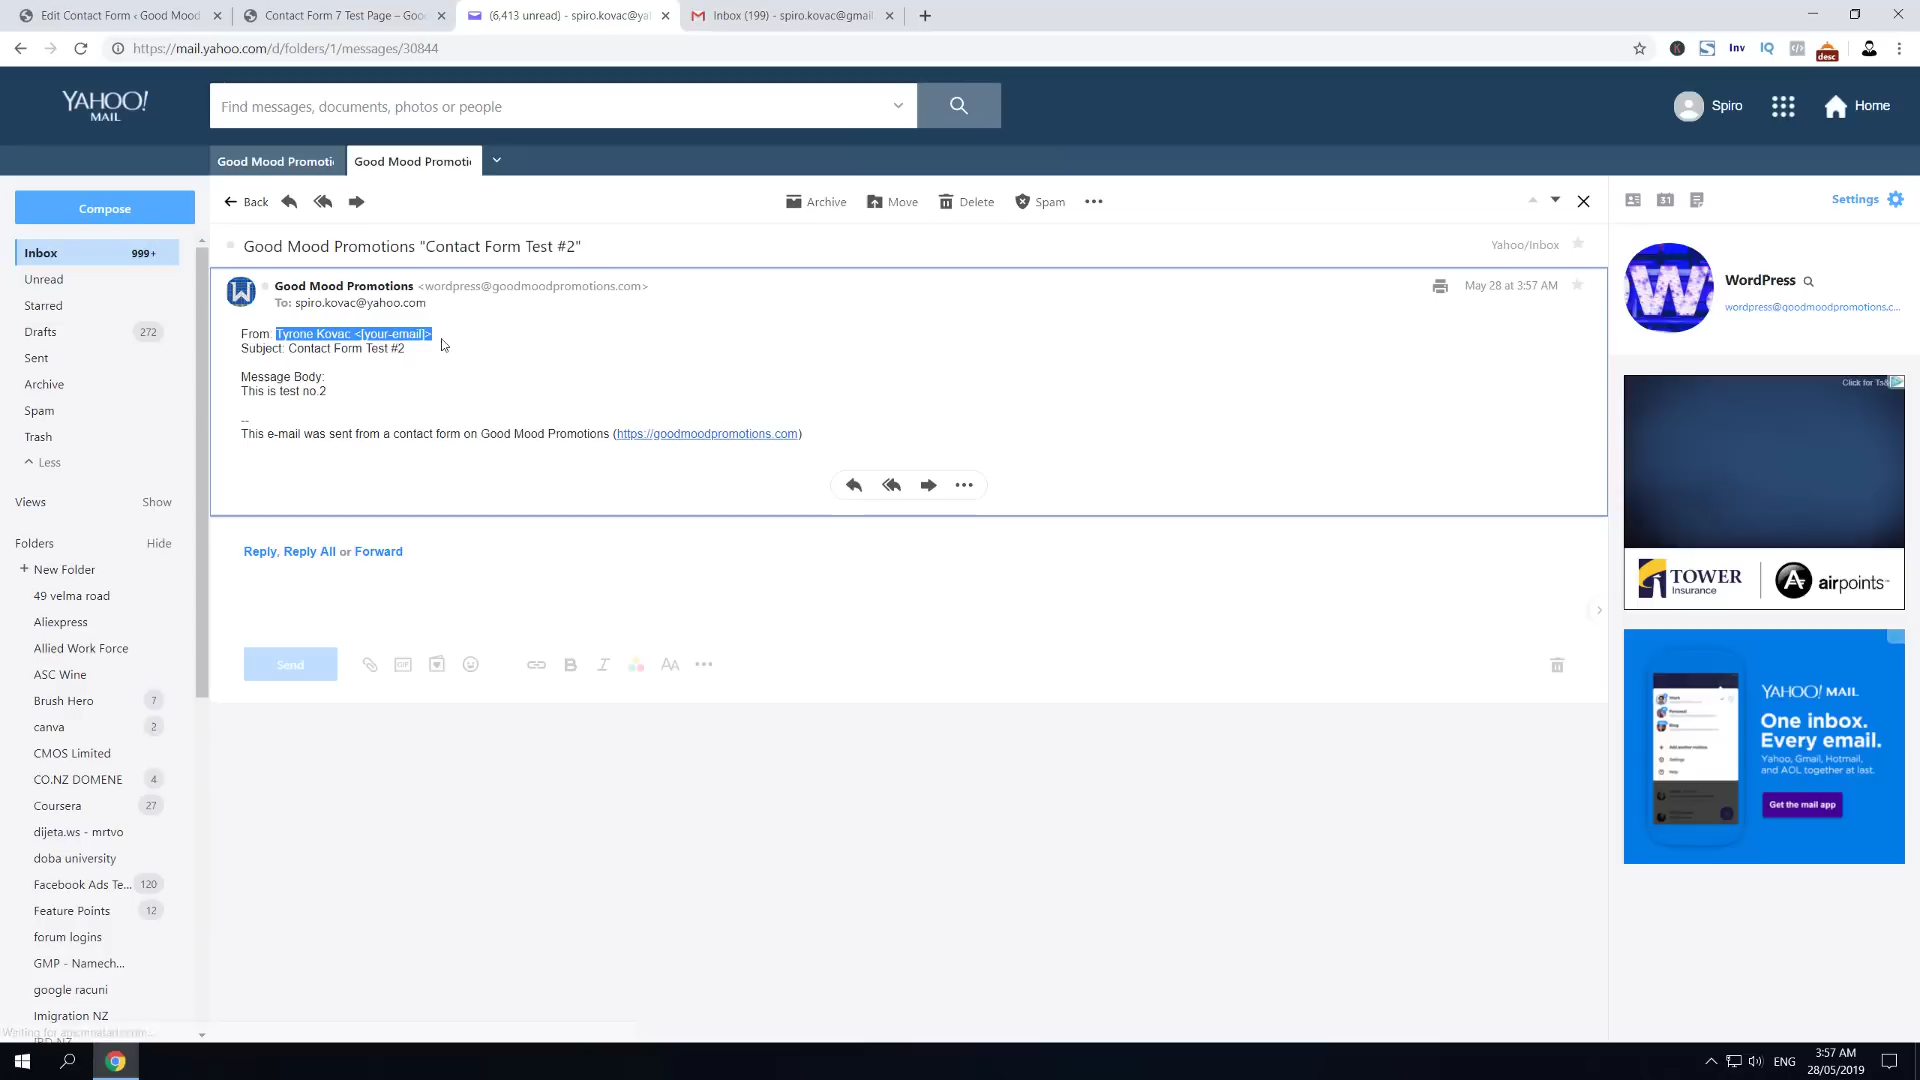 Edit Contact Form ‹ Good Mood
Contact Form 7 Test Page – Goo
(6,413 unread) - spiro.kovac@ya
Inbox (199) - spiro.kovac@gmail
https://mail.yahoo.com/d/folders/1/messages/30844
Inv
IQ
desc
YAHOO!
MAIL
Find messages, documents, photos or people
Spiro
Home
Good Mood Promoti
Good Mood Promotic
Compose
Back
Archive
Move
Delete
Spam
31
Settings
Inbox 999+
Unread
Starred
Drafts 272
Sent
Archive
Spam
Trash
Less
Views Show
Folders Hide
+ New Folder
49 velma road
Aliexpress
Allied Work Force
ASC Wine
Brush Hero 7
canva 2
CMOS Limited
CO.NZ DOMENE 4
Coursera 27
dijeta.ws - mrtvo
doba university
Facebook Ads Te... 120
Feature Points 12
forum logins
GMP - Namech...
google racuni
Imigration NZ
Good Mood Promotions "Contact Form Test #2"
Yahoo/Inbox
Good Mood Promotions <wordpress@goodmoodpromotions.com>
May 28 at 3:57 AM
To: spiro.kovac@yahoo.com
From: Tyrone Kovac <[your-email]>
Subject: Contact Form Test #2
Message Body:
This is test no.2
--
This e-mail was sent from a contact form on Good Mood Promotions (https://goodmoodpromotions.com)
Reply, Reply All or Forward
Send
GIF
B
I
AA
WordPress
wordpress@goodmoodpromotions.c...
TOWER
Insurance
airpoints™
YAHOO! MAIL
One inbox.
Every email.
Yahoo, Gmail, Hotmail,
and AOL together at last.
Get the mail app
ENG
3:57 AM
28/05/2019